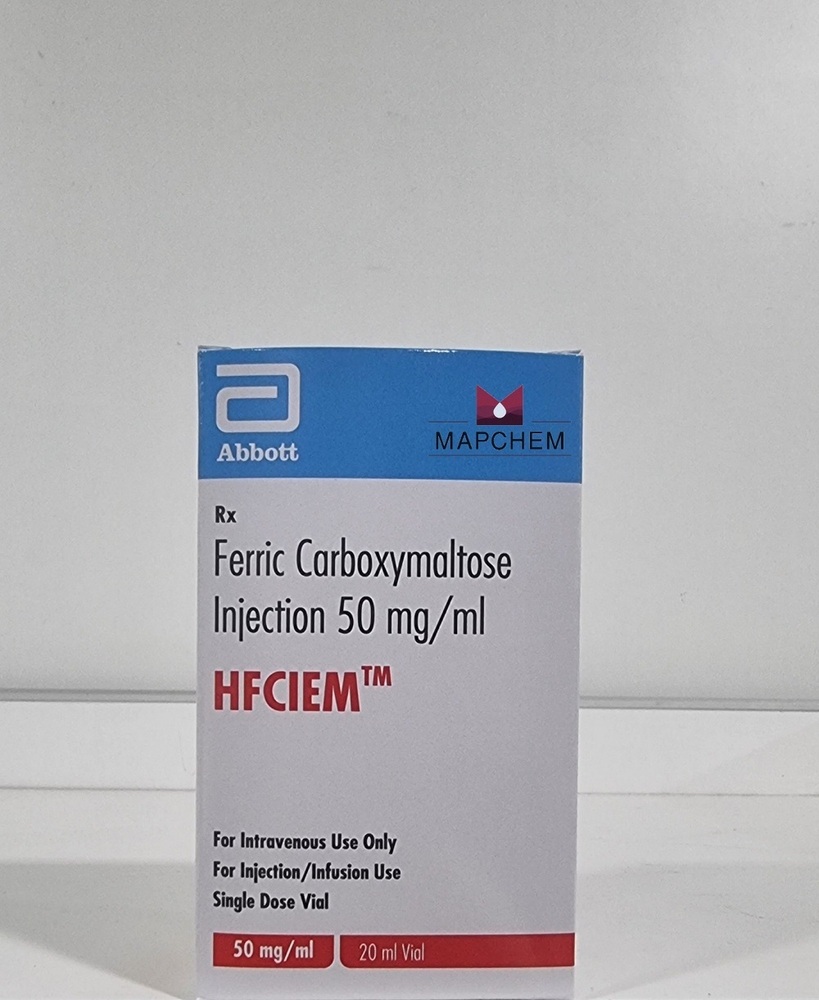 Abbott
MAPCHEM
Rx
Ferric Carboxymaltose
Injection 50 mg/ml
HFCIEM™
For Intravenous Use Only
For Injection/Infusion Use
Single Dose Vial
50 mg/ml 20 ml Vial